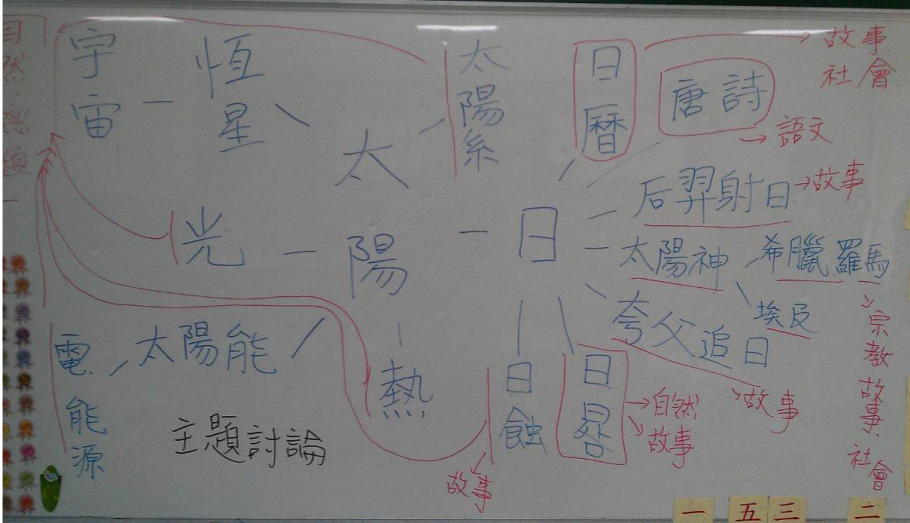 宇宙
恆星
太陽系
日曆
唐詩
故事
社會
語文
太陽
日
光
后羿射日
故事
太陽神
希臘羅馬
埃及
宗教故事社會
夸父追日
故事
太陽能
電能源
熱
日蝕
故事
日晷
自然
故事
主題討論
自然
一
五
三
二